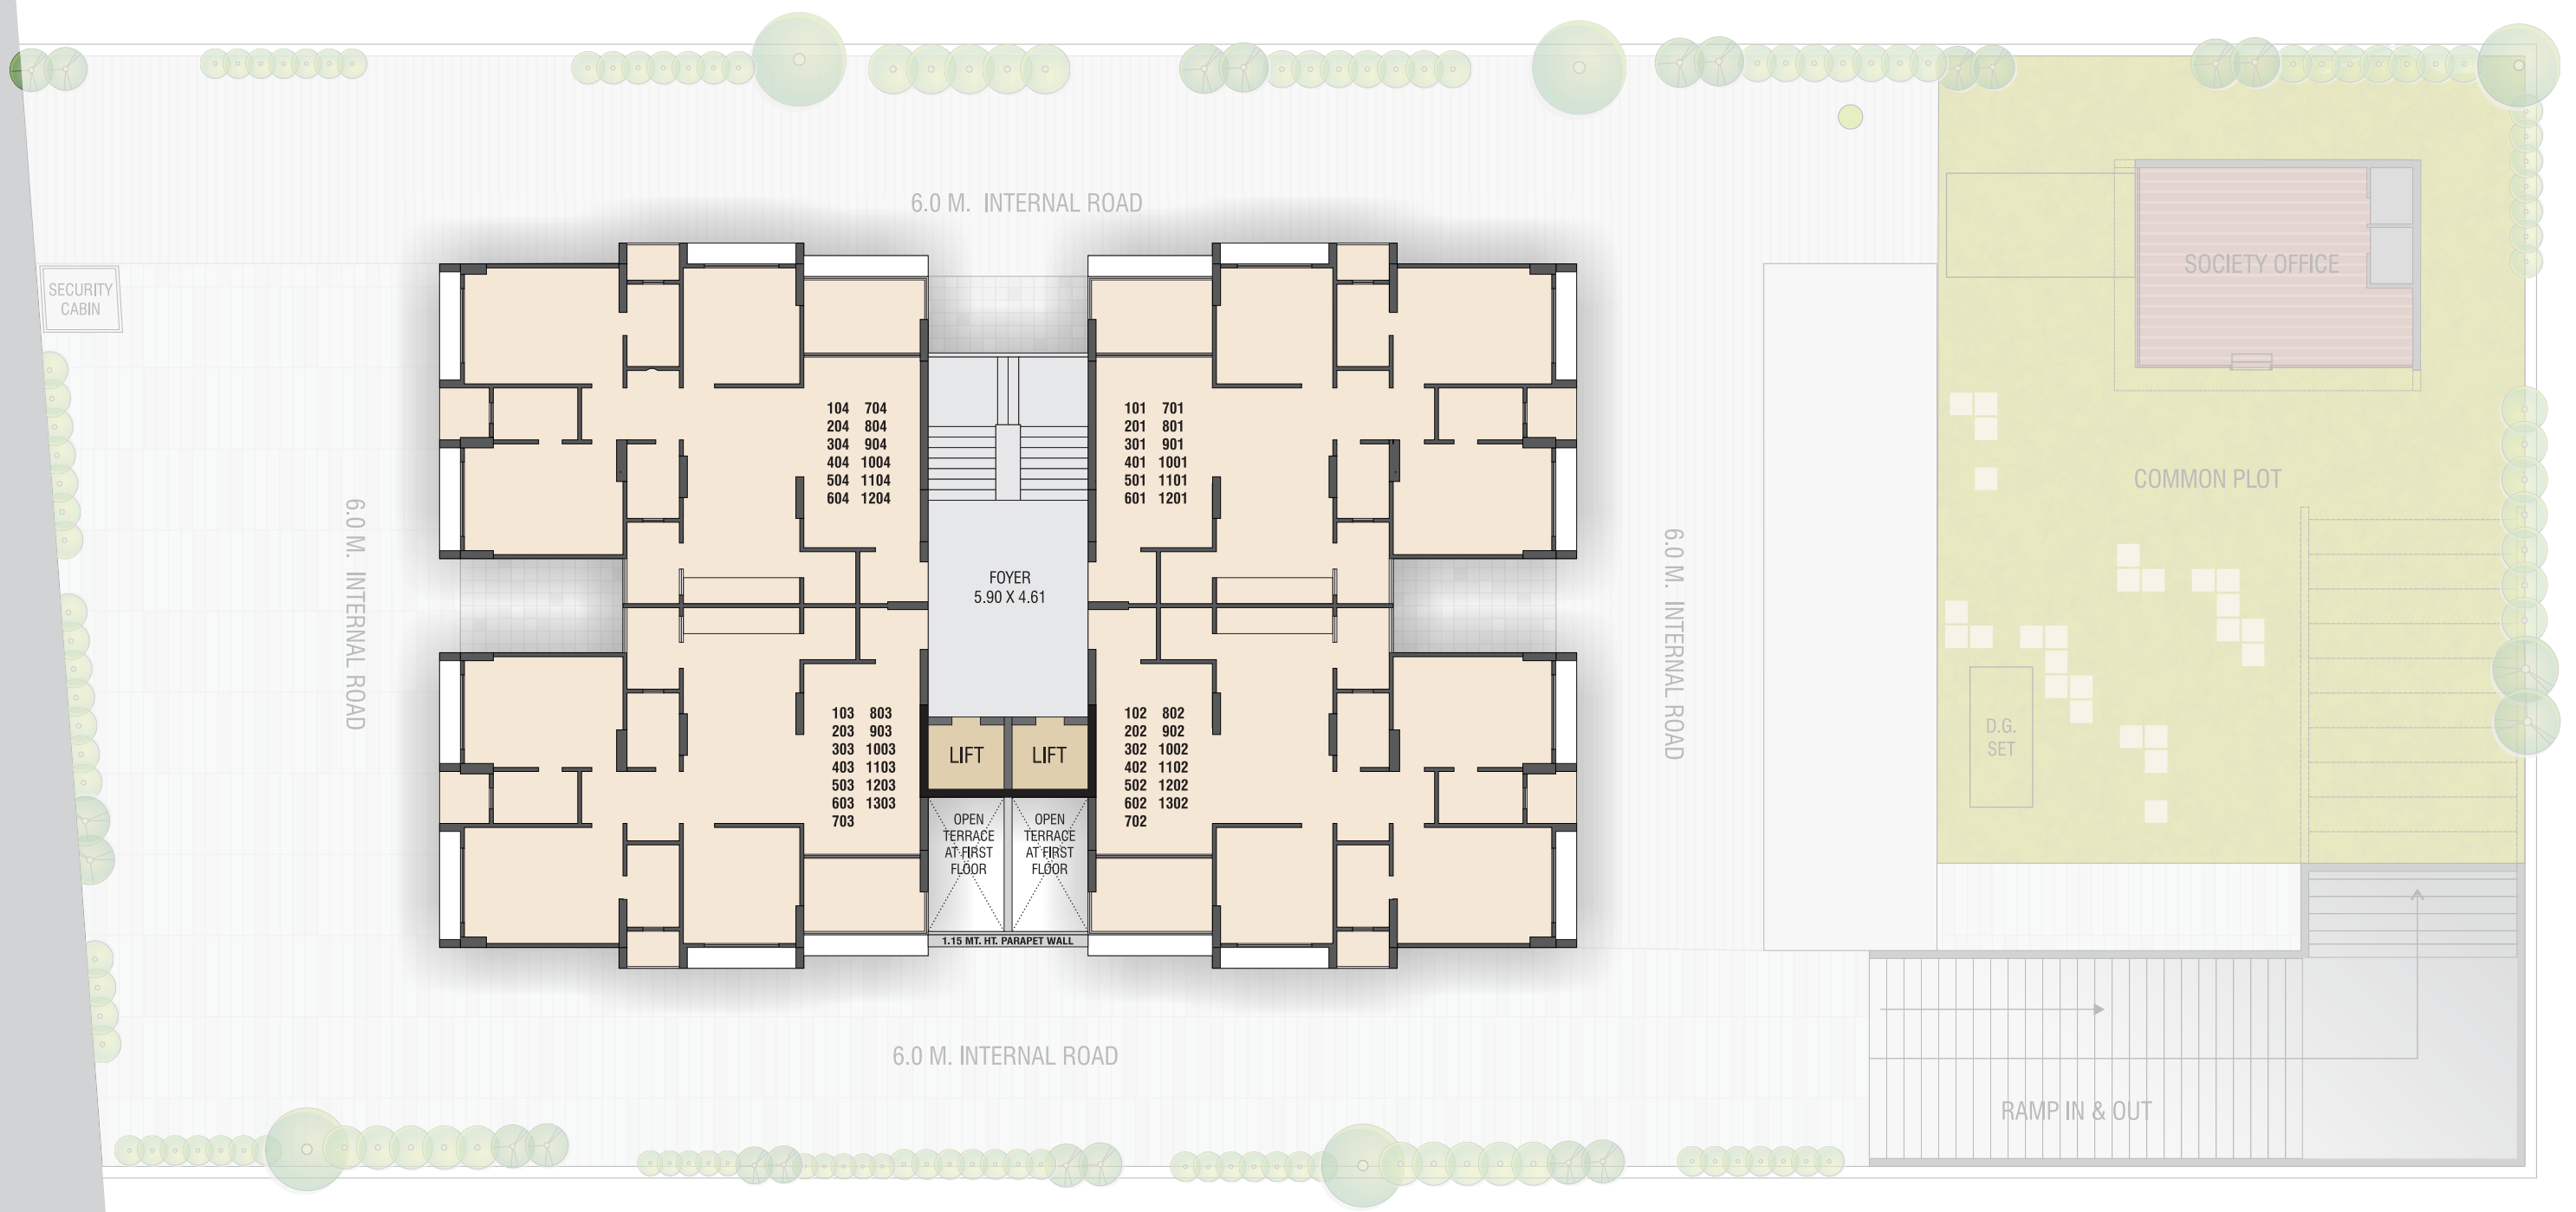 6.0 M. INTERNAL ROAD
SECURITY
CABIN
SOCIETY OFFICE
104 704
204 804
304 904
404 1004
504 1104
604 1204
101 701
201 801
301 901
401 1001
501 1101
601 1201
COMMON PLOT
6.0 M. INTERNAL ROAD
FOYER
5.90 X 4.61
6.0 M. INTERNAL ROAD
103 803
203 903
303 1003
403 1103
503 1203
603 1303
703
LIFT
LIFT
102 802
202 902
302 1002
402 1102
502 1202
602 1302
702
D.G.
SET
OPEN
TERRACE
AT FIRST
FLOOR
OPEN
TERRACE
AT FIRST
FLOOR
1.15 MT. HT. PARAPET WALL
6.0 M. INTERNAL ROAD
RAMP IN & OUT